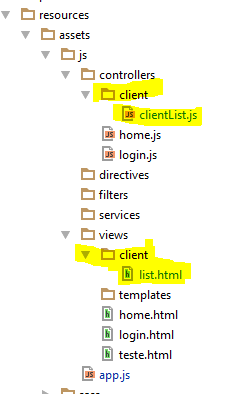 resources
assets
js
controllers
client
clientList.js
home.js
login.js
directives
filters
services
views
client
list.html
templates
home.html
login.html
teste.html
app.js